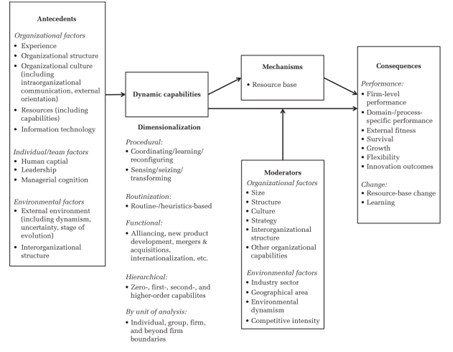 Antecedents
Organizational factors
• Experience
• Organizational structure
• Organizational culture
(including
intraorganizational
communication, external
orientation)
• Resources (including
capabilities)
• Information technology
Individual/team factors
• Human captial
• Leadership
• Managerial cognition
Environmental factors
• External environment
(including dynamism,
uncertainty, stage of
evolution)
• Interorganizational
structure
Dynamic capabilities
Dimensionalization
Procedural:
• Coordinating/learning/
reconfiguring
• Sensing/seizing/
transforming
Routinization:
• Routine-/heuristics-based
Functional:
• Alliancing, new product
development, mergers &
acquisitions,
internationalization, etc.
Hierarchical:
• Zero-, first-, second-, and
higher-order capabilites
By unit of analysis:
• Individual, group, firm,
and beyond firm
boundaries
Mechanisms
• Resource base
Moderators
Organizational factors
• Size
• Structure
• Culture
• Strategy
• Interorganizational
structure
• Other organizational
capabilities
Environmental factors
• Industry sector
• Geographical area
• Environmental
dynamism
• Competitive intensity
Consequences
Performance:
• Firm-level
performance
• Domain-/process-
specific performance
• External fitness
• Survival
• Growth
• Flexibility
• Innovation outcomes
Change:
• Resource-base change
• Learning